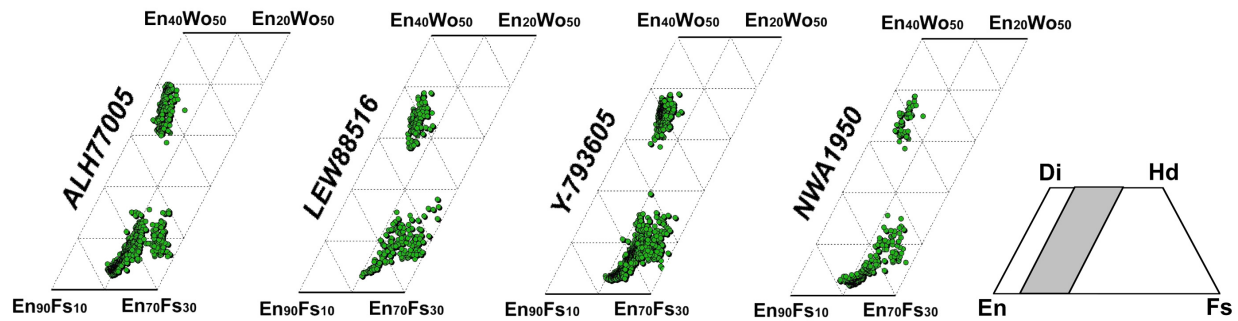 En40Wo50 En20Wo50 En40Wo50 En20Wo50 En40Wo50 En20Wo50 En40Wo50 En20Wo50
ALH77005
LEW88516
Y-793605
NWA1950
Di Hd
En Fs
En90Fs10 En70Fs30 En90Fs10 En70Fs30 En90Fs10 En70Fs30 En90Fs10 En70Fs30